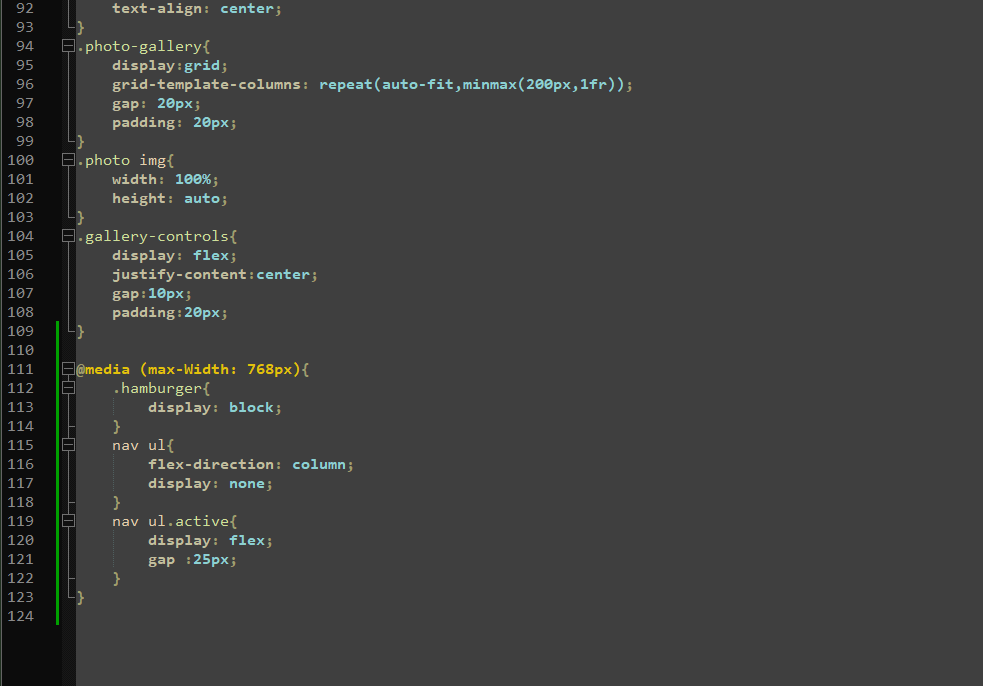 92 text-align: center;
93 }
94 .photo-gallery{
95 display:grid;
96 grid-template-columns: repeat(auto-fit,minmax(200px,1fr));
97 gap: 20px;
98 padding: 20px;
99 }
100 .photo img{
101 width: 100%;
102 height: auto;
103 }
104 .gallery-controls{
105 display: flex;
106 justify-content:center;
107 gap:10px;
108 padding:20px;
109 }
110
111 @media (max-Width: 768px){
112 .hamburger{
113 display: block;
114 }
115 nav ul{
116 flex-direction: column;
117 display: none;
118 }
119 nav ul.active{
120 display: flex;
121 gap :25px;
122 }
123 }
124